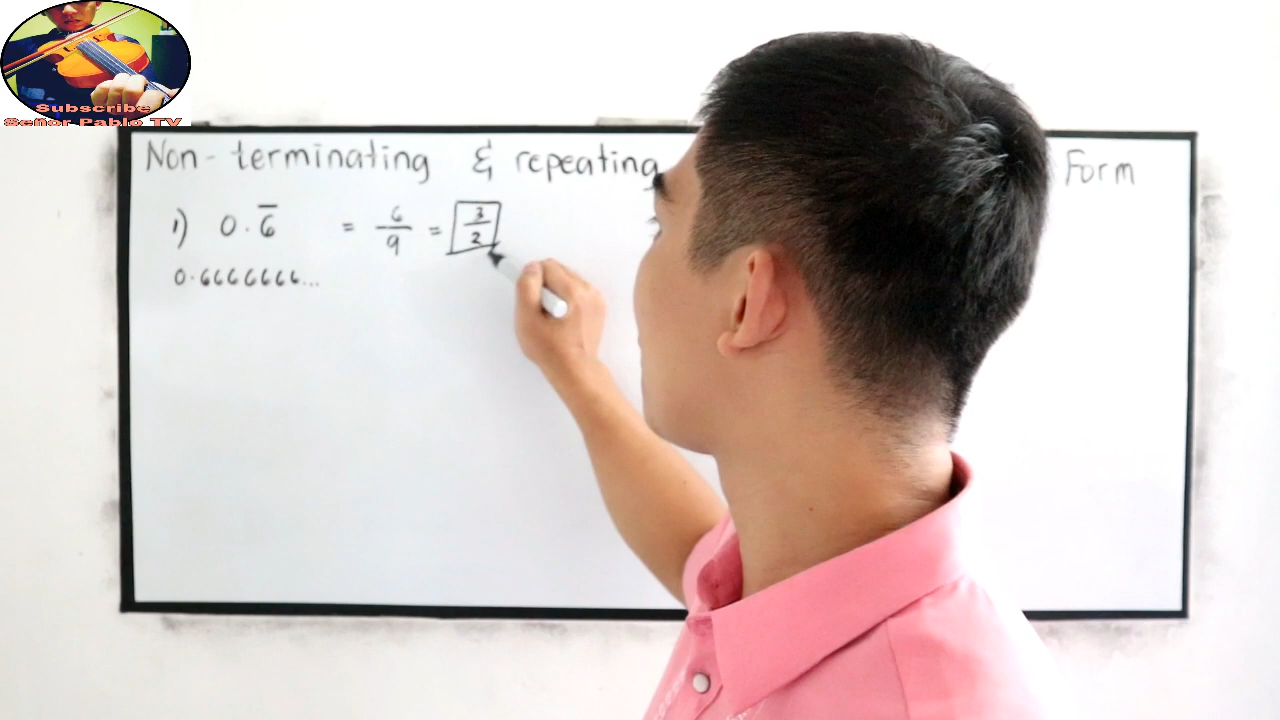 Subscribe
Señor Pablo TV
Non-terminating & repeating Form
1) 0.6̅ = 6/9 = 3/2
0.6666666...